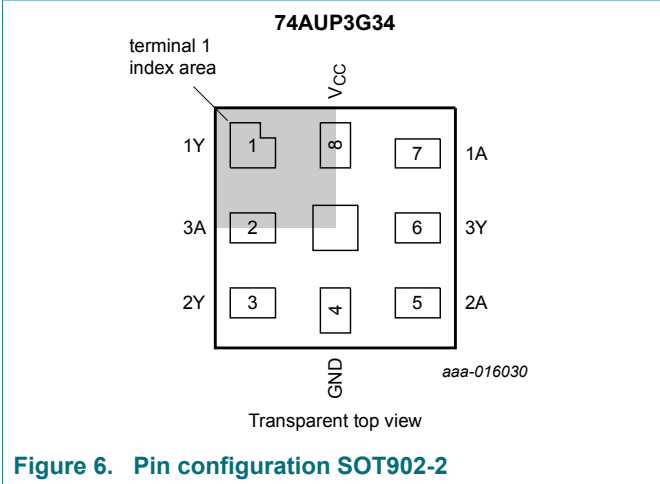 74AUP3G34
terminal 1
index area
VCC
1Y 1 8 7 1A
3A 2 6 3Y
2Y 3 4 5 2A
GND
aaa-016030
Transparent top view
Figure 6. Pin configuration SOT902-2